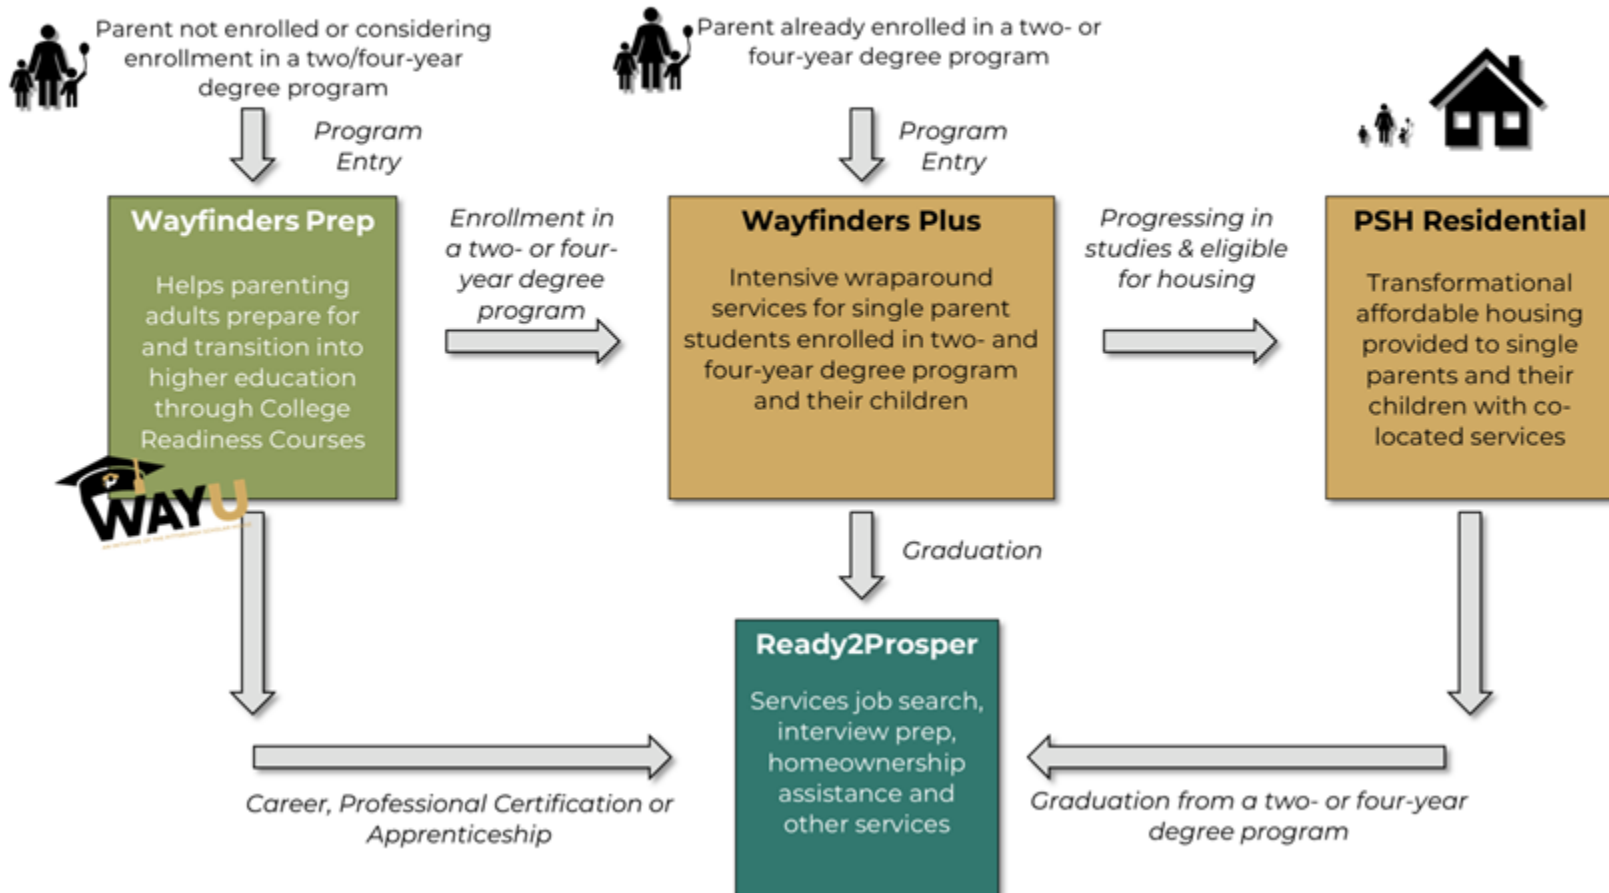 Parent not enrolled or considering
enrollment in a two/four-year
degree program
Program
Entry
Parent already enrolled in a two- or
four-year degree program
Program
Entry
Wayfinders Prep
Helps parenting
adults prepare for
and transition into
higher education
through College
Readiness Courses
WAYU
Enrollment in
a two- or four-
year degree
program
Wayfinders Plus
Intensive wraparound
services for single parent
students enrolled in two- and
four-year degree program
and their children
Progressing in
studies & eligible
for housing
PSH Residential
Transformational
affordable housing
provided to single
parents and their
children with co-
located services
Graduation
Ready2Prosper
Services job search,
interview prep,
homeownership
assistance and
other services
Career, Professional Certification or
Apprenticeship
Graduation from a two- or four-year
degree program